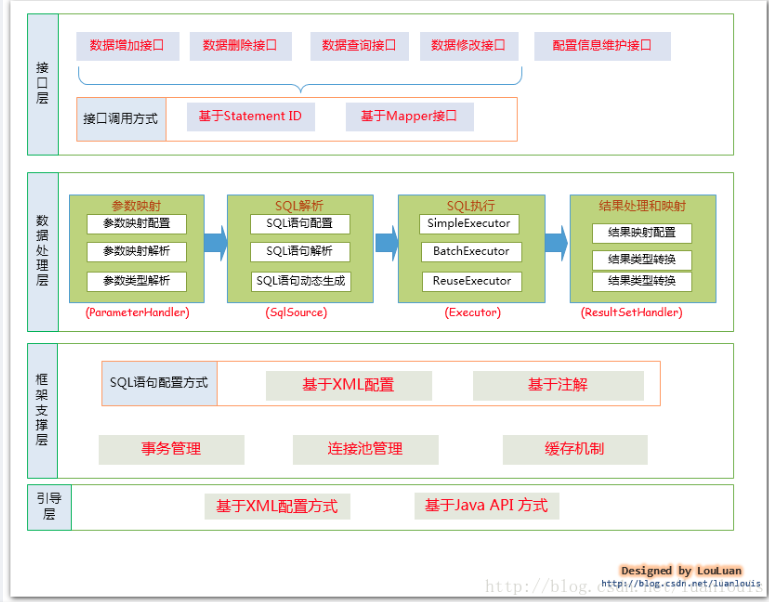 接口层
数据增加接口
数据删除接口
数据查询接口
数据修改接口
配置信息维护接口
接口调用方式
基于Statement ID
基于Mapper接口
数据处理层
参数映射
参数映射配置
参数映射解析
参数类型解析
(ParameterHandler)
SQL解析
SQL语句配置
SQL语句解析
SQL语句动态生成
(SqlSource)
SQL执行
SimpleExecutor
BatchExecutor
ReuseExecutor
(Executor)
结果处理和映射
结果映射配置
结果类型转换
结果类型转换
(ResultSetHandler)
框架支撑层
SQL语句配置方式
基于XML配置
基于注解
事务管理
连接池管理
缓存机制
引导层
基于XML配置方式
基于Java API 方式
Designed by LouLuan
http://blog.csdn.net/luanlouis
http://blog.csdn.net/luanlouis